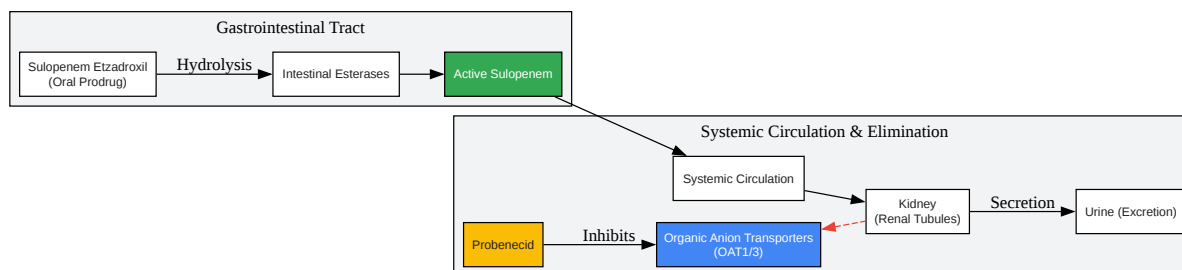 Gastrointestinal Tract
Sulopenem Etzadroxil
(Oral Prodrug)
Hydrolysis
Intestinal Esterases
Active Sulopenem
Systemic Circulation & Elimination
Systemic Circulation
Kidney
(Renal Tubules)
Secretion
Urine (Excretion)
Probenecid
Inhibits
Organic Anion Transporters
(OAT1/3)